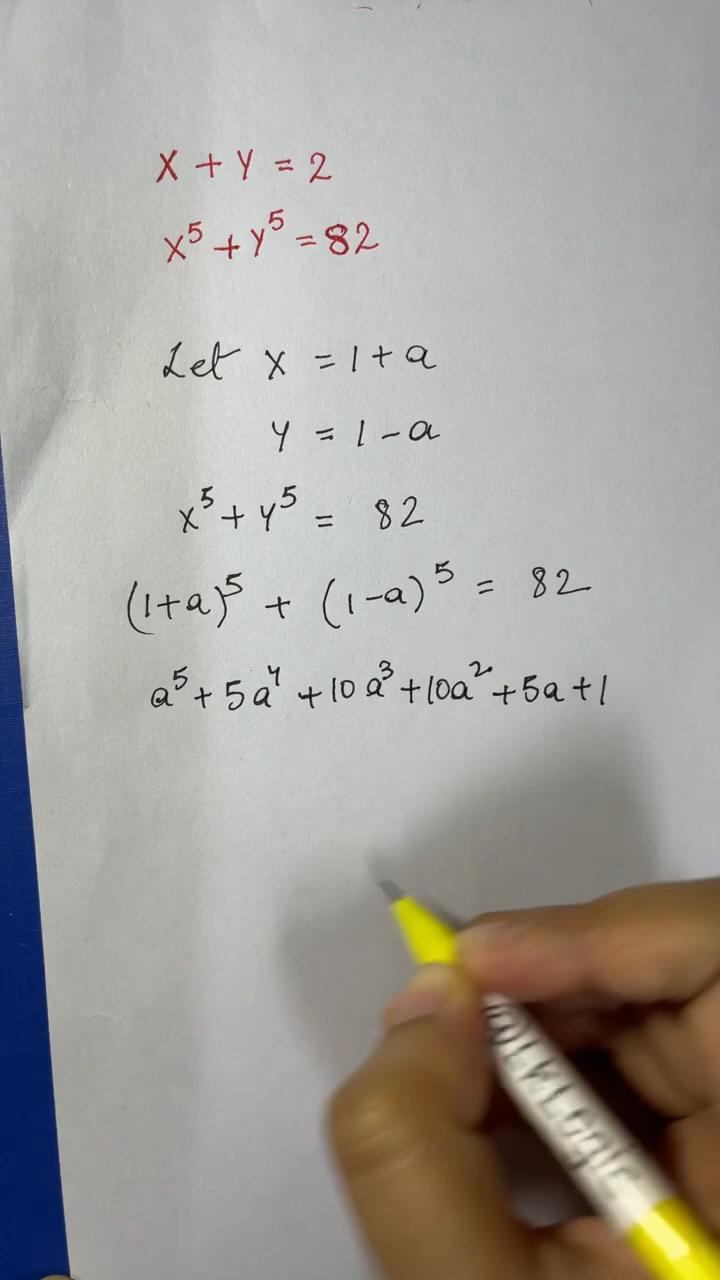 x + y = 2
x⁵ + y⁵ = 82
Let x = 1 + a
y = 1 - a
x⁵ + y⁵ = 82
(1+a)⁵ + (1-a)⁵ = 82
a⁵ + 5a⁴ + 10a³ + 10a² + 5a + 1